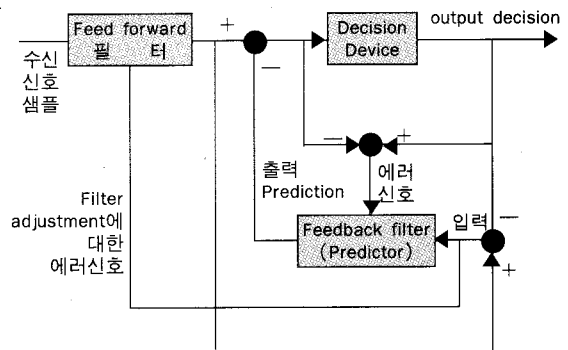 Feed forward
필 터
수신
신호
샘플
+
−
Decision
Device
output decision
−
+
출력
Prediction
에러
신호
Filter
adjustment에
대한
에러신호
Feedback filter
(Predictor)
입력
−
+